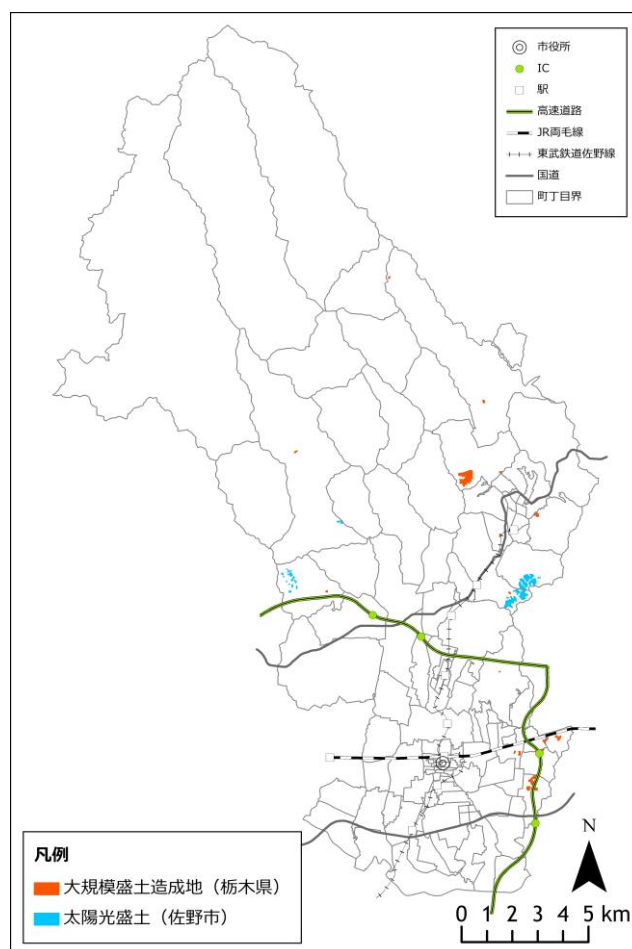 市役所
IC
駅
高速道路
JR両毛線
東武鉄道佐野線
国道
町丁目界
凡例
大規模盛土造成地（栃木県）
太陽光盛土（佐野市）
N
0 1 2 3 4 5 km